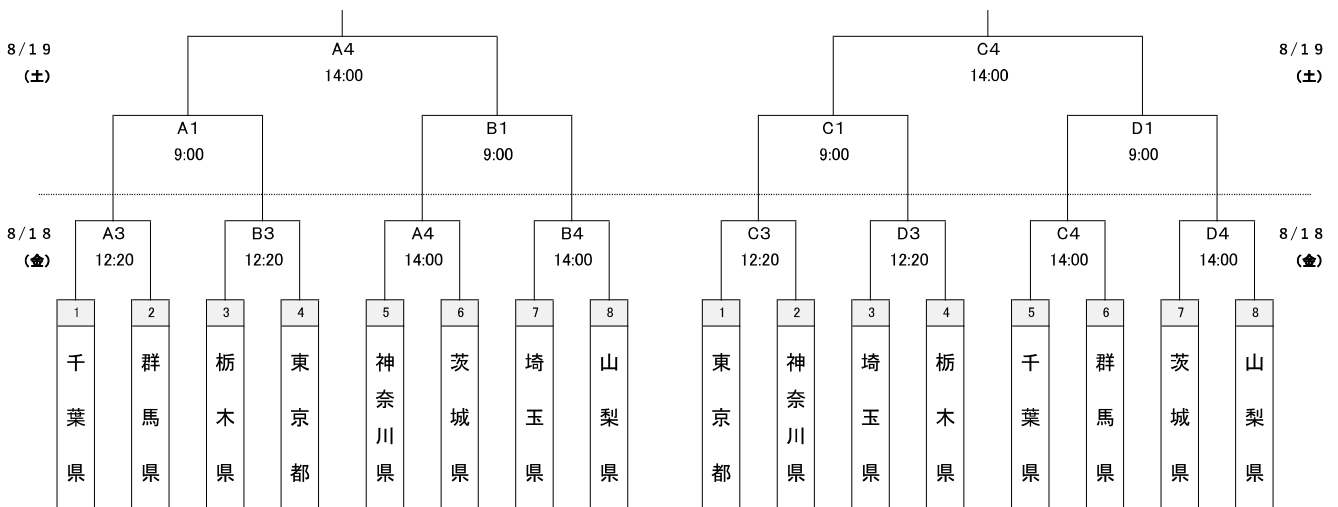 8/19
(土)
A4
14:00
C4
14:00
8/19
(土)
A1
9:00
B1
9:00
C1
9:00
D1
9:00
8/18
(金)
A3
12:20
B3
12:20
A4
14:00
B4
14:00
C3
12:20
D3
12:20
C4
14:00
D4
14:00
8/18
(金)
1
千葉県
2
群馬県
3
栃木県
4
東京都
5
神奈川県
6
茨城県
7
埼玉県
8
山梨県
1
東京都
2
神奈川県
3
埼玉県
4
栃木県
5
千葉県
6
群馬県
7
茨城県
8
山梨県